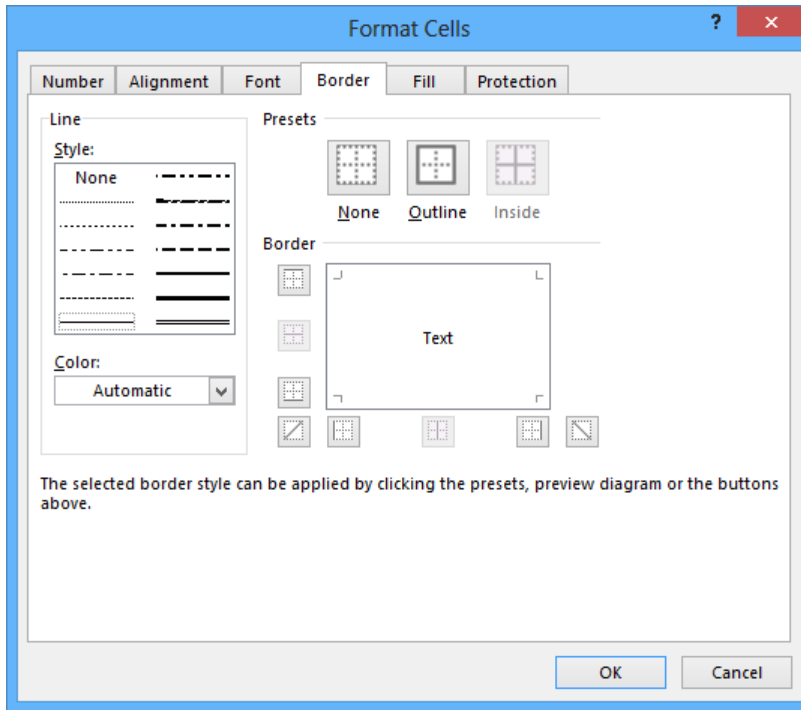 Format Cells
? ×
Number Alignment Font Border Fill Protection
Line
Style:
None
Color:
Automatic
Presets
None Outline Inside
Border
Text
The selected border style can be applied by clicking the presets, preview diagram or the buttons
above.
OK Cancel